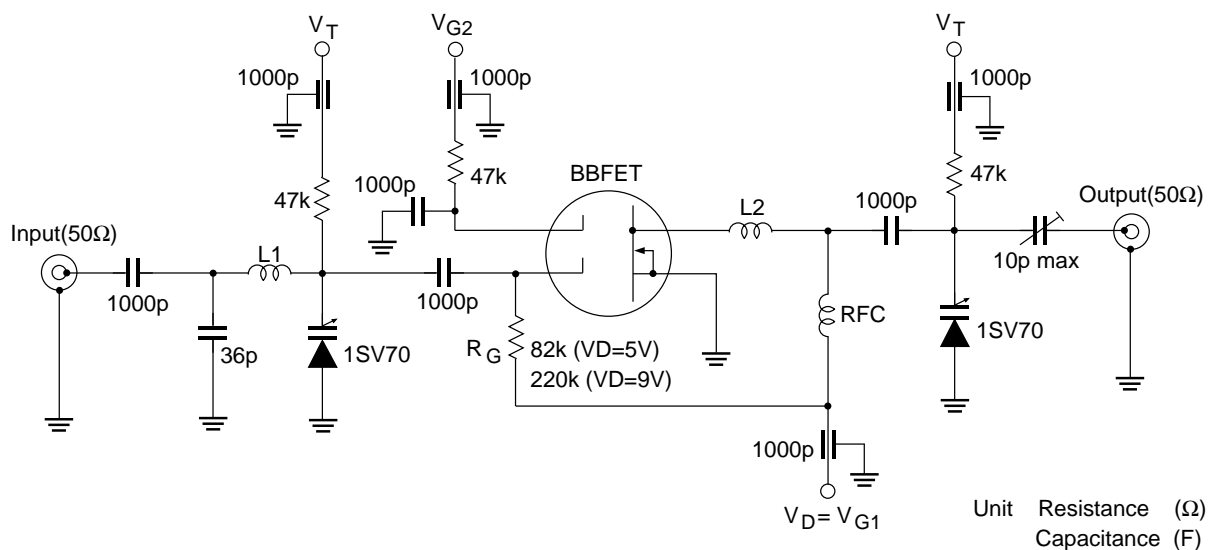 V_T
V_G2
V_T
1000p
1000p
1000p
47k
47k
47k
1000p
BBFET
L2
1000p
Output(50Ω)
Input(50Ω)
L1
10p max
1000p
1000p
RFC
36p
1SV70
R_G
82k (VD=5V)
220k (VD=9V)
1SV70
1000p
V_D = V_G1
Unit Resistance (Ω)
Capacitance (F)